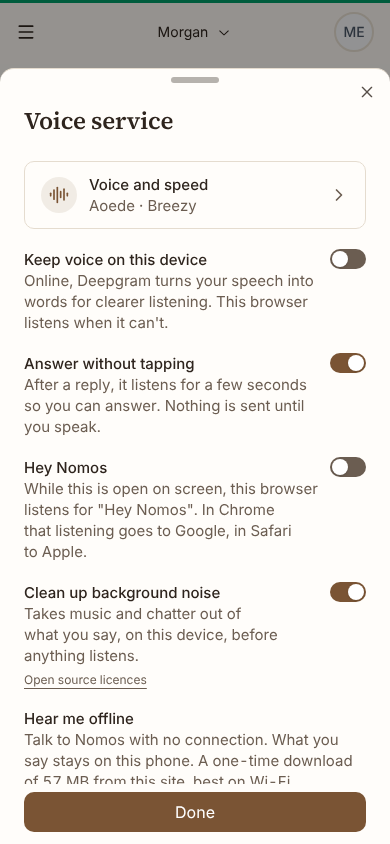 Morgan
ME
Voice service
Voice and speed
Aoede · Breezy
Keep voice on this device
Online, Deepgram turns your speech into
words for clearer listening. This browser
listens when it can't.
Answer without tapping
After a reply, it listens for a few seconds
so you can answer. Nothing is sent until
you speak.
Hey Nomos
While this is open on screen, this browser
listens for "Hey Nomos". In Chrome
that listening goes to Google, in Safari
to Apple.
Clean up background noise
Takes music and chatter out of
what you say, on this device, before
anything listens.
Open source licences
Hear me offline
Talk to Nomos with no connection. What you
say stays on this phone. A one-time download
of 57 MB from this site, best on Wi-Fi.
Done